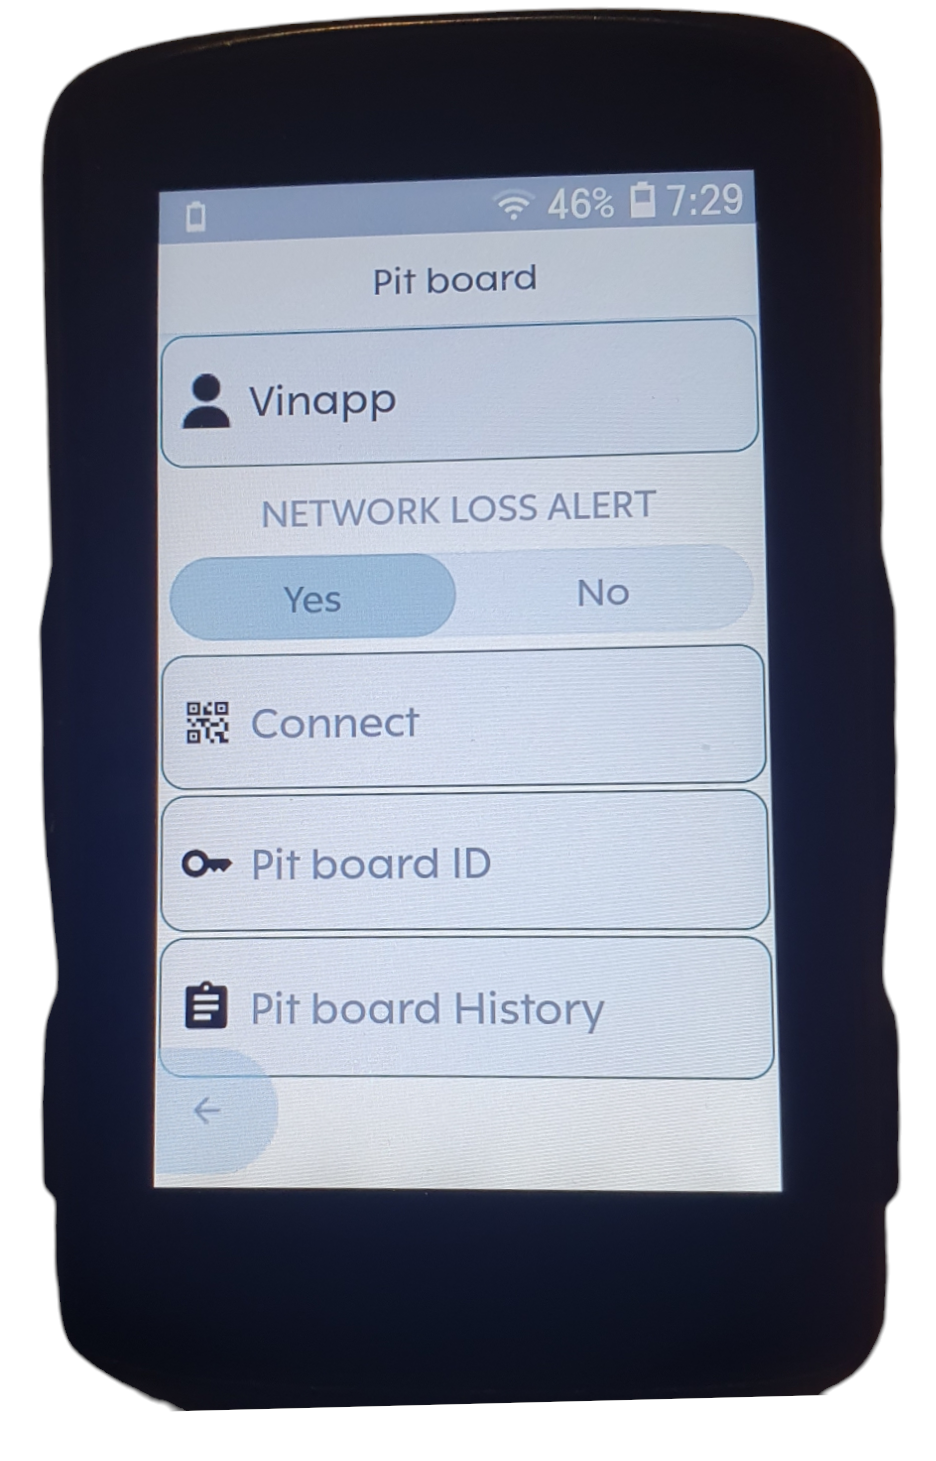 46% 7:29
Pit board
Vinapp
NETWORK LOSS ALERT
Yes No
Connect
Pit board ID
Pit board History